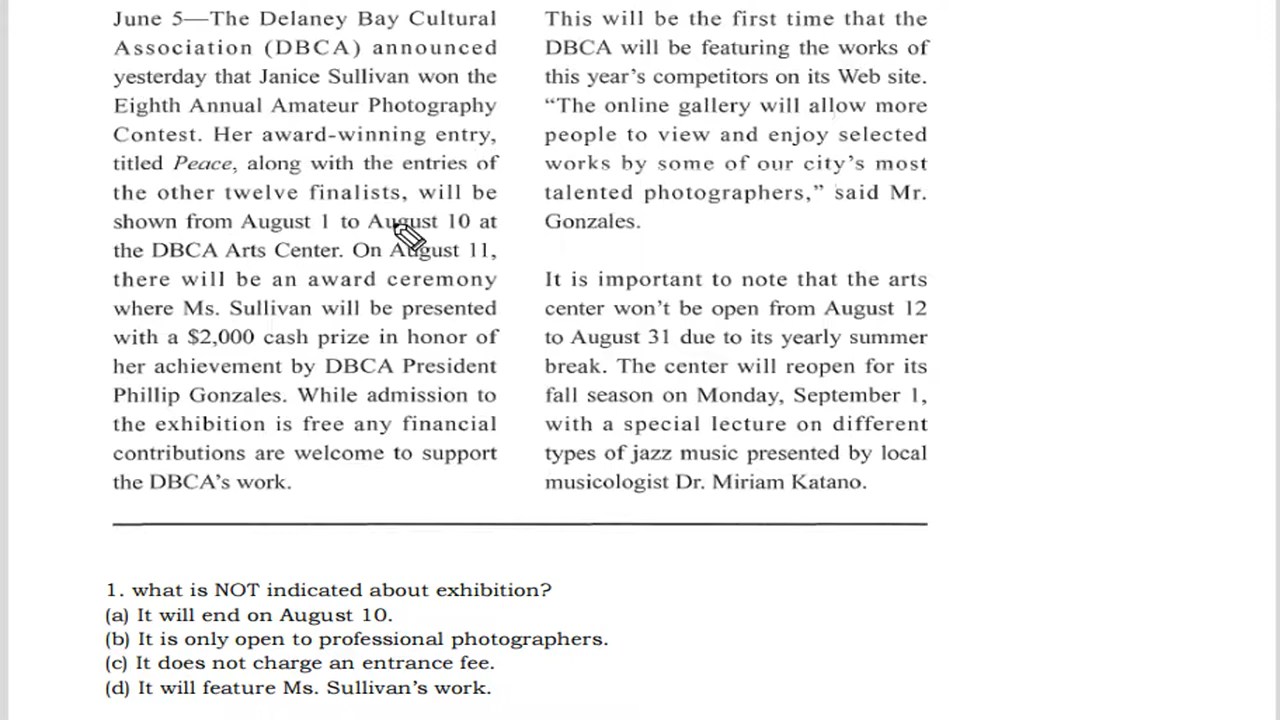 June 5—The Delaney Bay Cultural
Association (DBCA) announced
yesterday that Janice Sullivan won the
Eighth Annual Amateur Photography
Contest. Her award-winning entry,
titled Peace, along with the entries of
the other twelve finalists, will be
shown from August 1 to August 10 at
the DBCA Arts Center. On August 11,
there will be an award ceremony
where Ms. Sullivan will be presented
with a $2,000 cash prize in honor of
her achievement by DBCA President
Phillip Gonzales. While admission to
the exhibition is free any financial
contributions are welcome to support
the DBCA's work.
This will be the first time that the
DBCA will be featuring the works of
this year's competitors on its Web site.
“The online gallery will allow more
people to view and enjoy selected
works by some of our city's most
talented photographers,” said Mr.
Gonzales.
It is important to note that the arts
center won't be open from August 12
to August 31 due to its yearly summer
break. The center will reopen for its
fall season on Monday, September 1,
with a special lecture on different
types of jazz music presented by local
musicologist Dr. Miriam Katano.
1. what is NOT indicated about exhibition?
(a) It will end on August 10.
(b) It is only open to professional photographers.
(c) It does not charge an entrance fee.
(d) It will feature Ms. Sullivan's work.